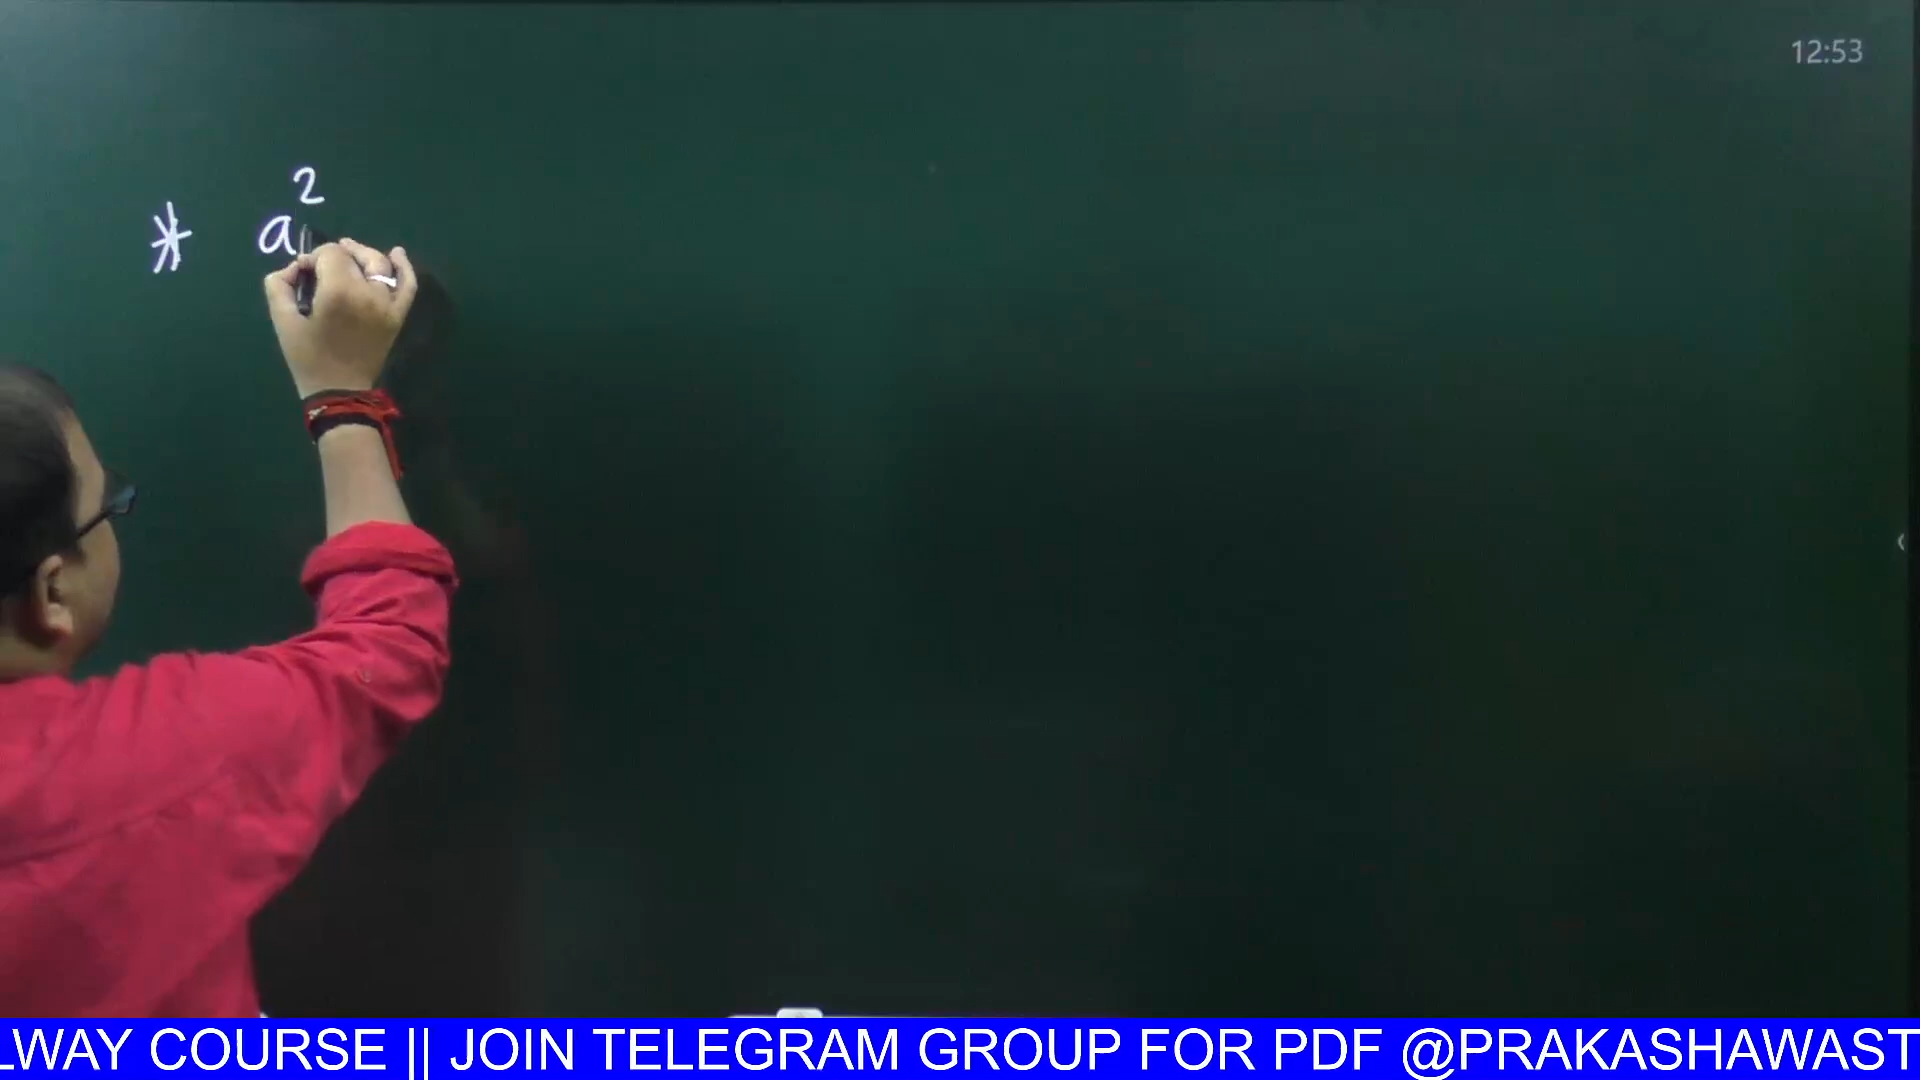 12:53
* a²
LWAY COURSE || JOIN TELEGRAM GROUP FOR PDF @PRAKASHAWAST